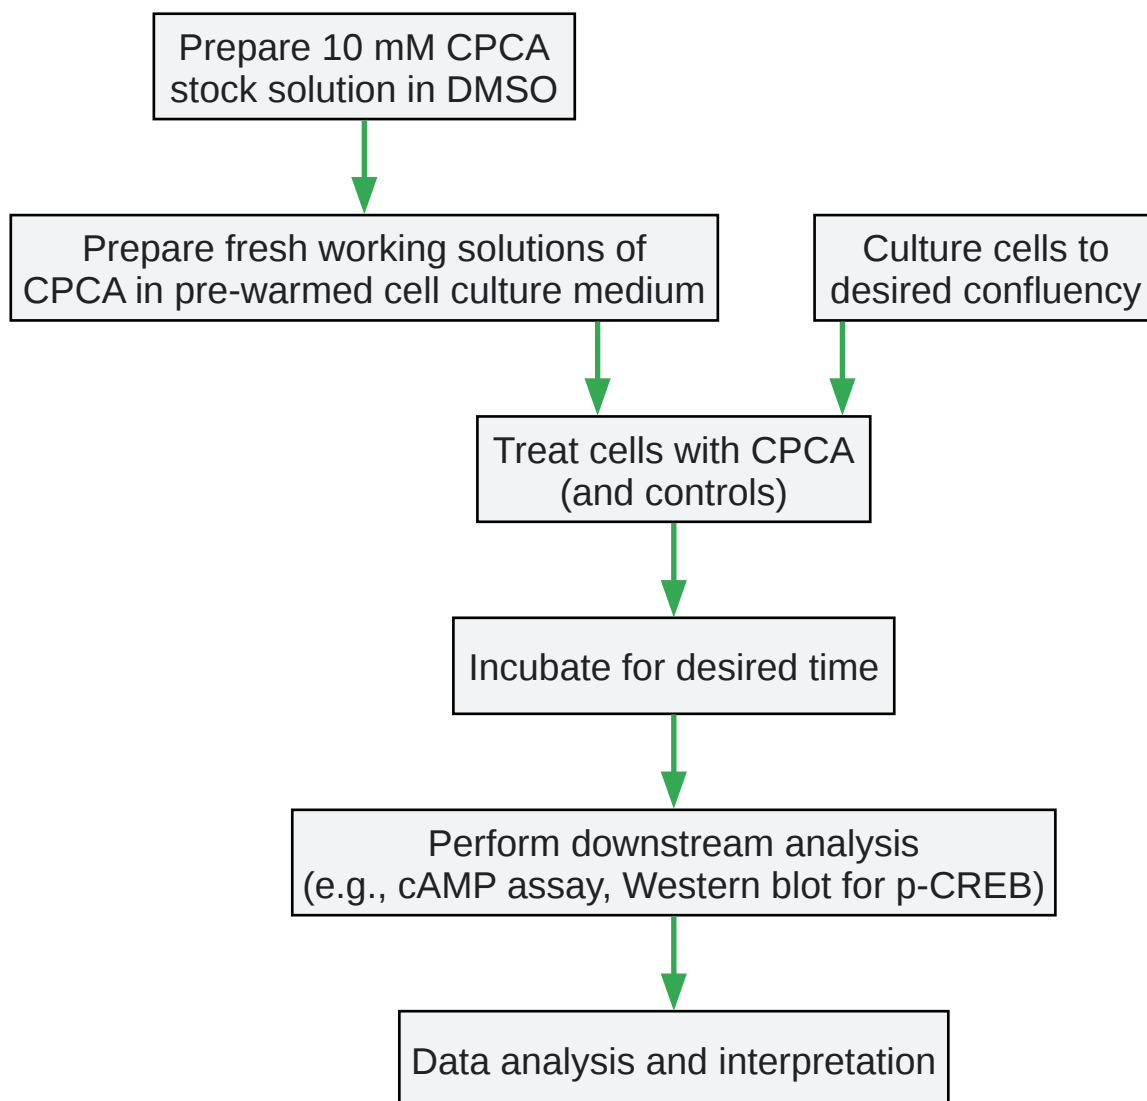 Prepare 10 mM CPCA
stock solution in DMSO
Prepare fresh working solutions of
CPCA in pre-warmed cell culture medium
Culture cells to
desired confluency
Treat cells with CPCA
(and controls)
Incubate for desired time
Perform downstream analysis
(e.g., cAMP assay, Western blot for p-CREB)
Data analysis and interpretation